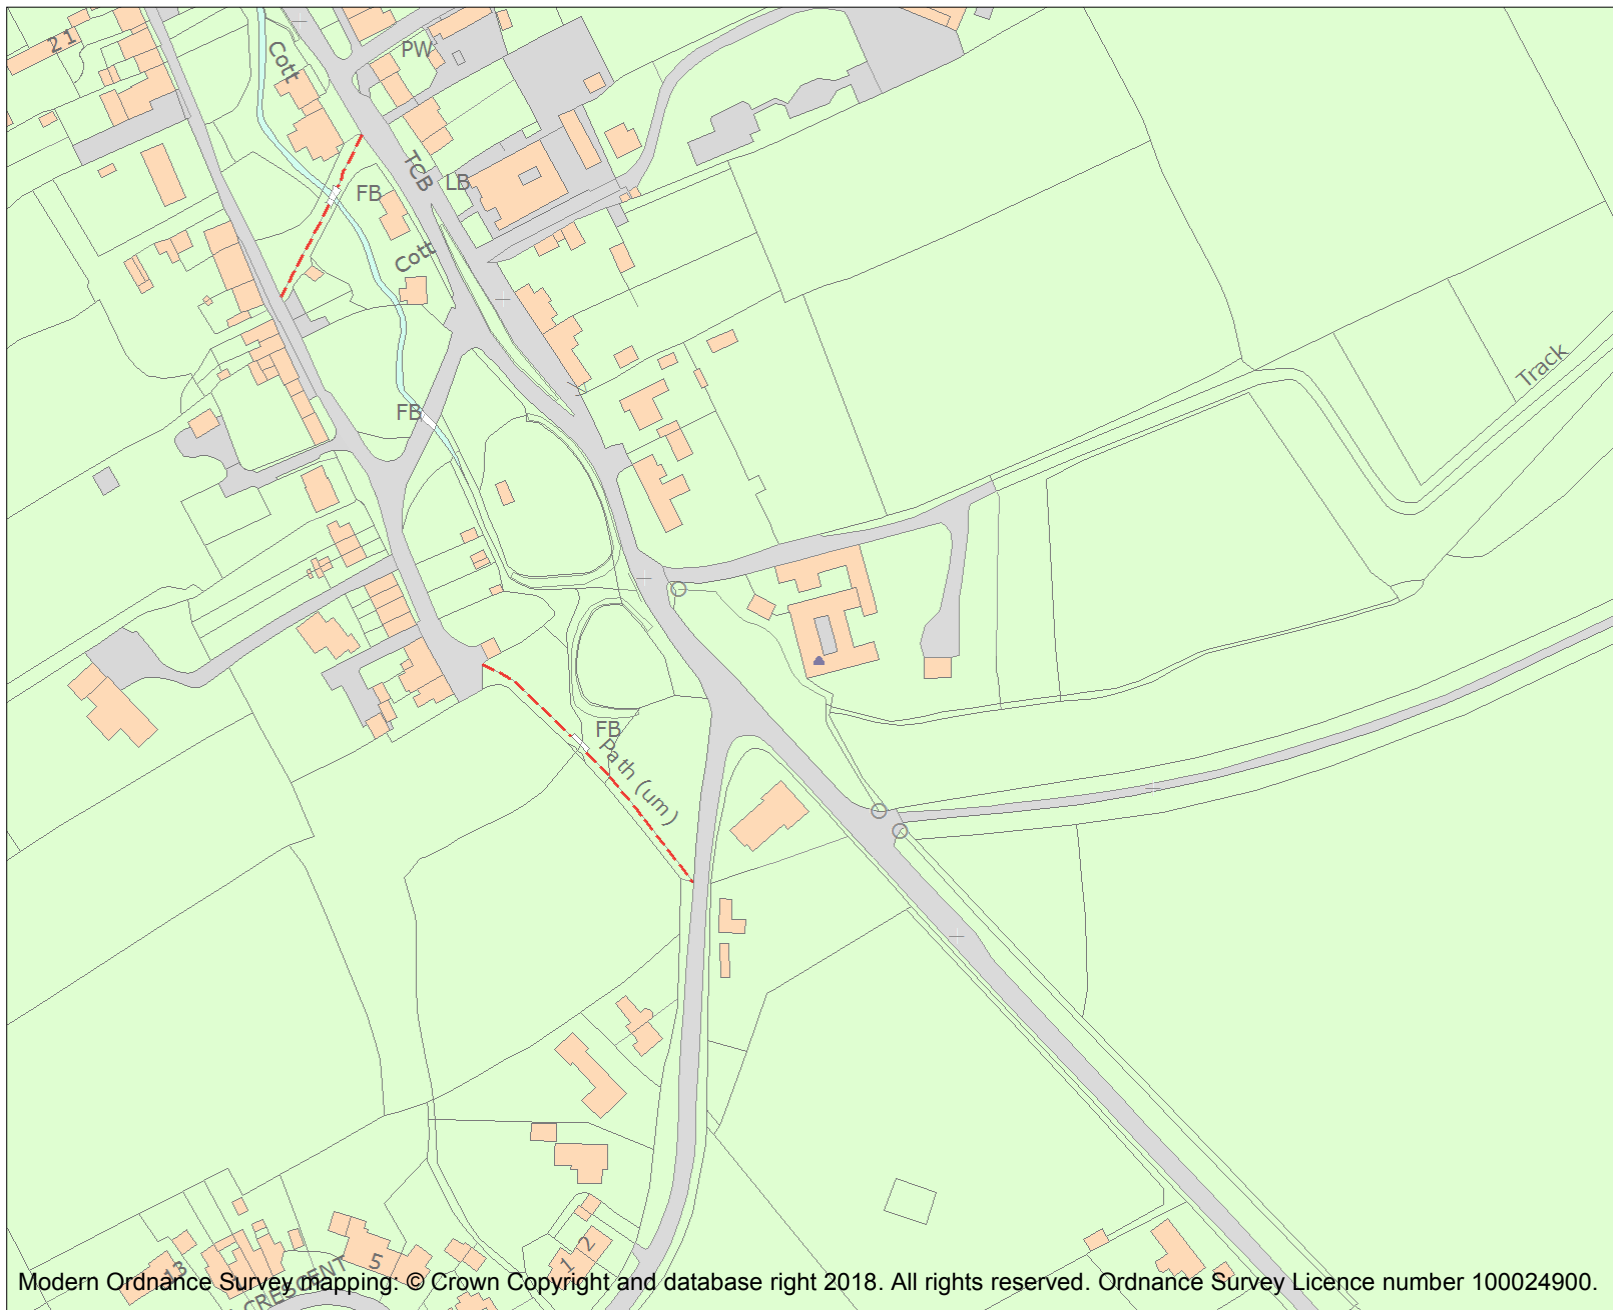 21
Cott
PW
TCB
LB
FB
Cott
Track
FB
FB
Path (um)
13
5
1
2
CRESCENT
Modern Ordnance Survey mapping: © Crown Copyright and database right 2018. All rights reserved. Ordnance Survey Licence number 100024900.